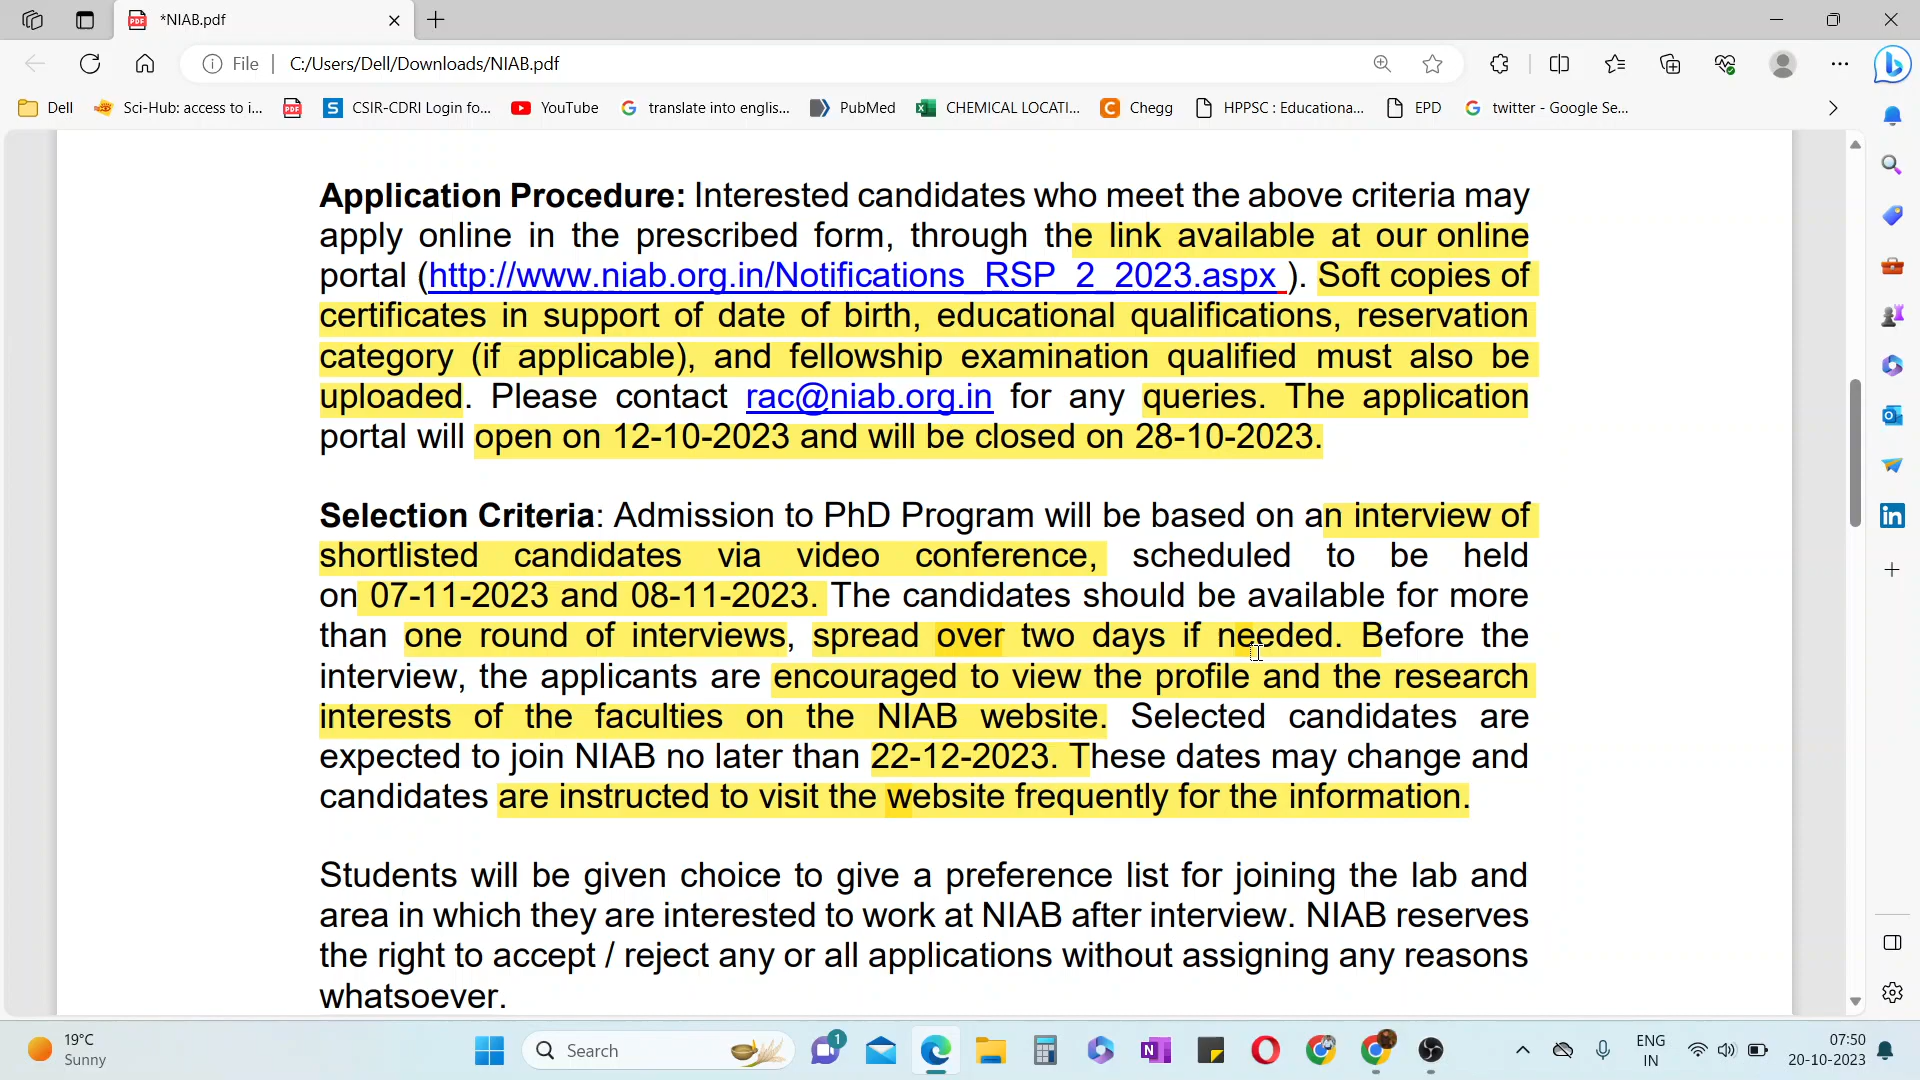 *NIAB.pdf
File
C:/Users/Dell/Downloads/NIAB.pdf
Dell
Sci-Hub: access to i...
CSIR-CDRI Login fo...
YouTube
translate into englis...
PubMed
CHEMICAL LOCATI...
Chegg
HPPSC : Educationa...
EPD
twitter - Google Se...
Application Procedure: Interested candidates who meet the above criteria may
apply online in the prescribed form, through the link available at our online
portal (http://www.niab.org.in/Notifications_RSP_2_2023.aspx ). Soft copies of
certificates in support of date of birth, educational qualifications, reservation
category (if applicable), and fellowship examination qualified must also be
uploaded. Please contact rac@niab.org.in for any queries. The application
portal will open on 12-10-2023 and will be closed on 28-10-2023.
Selection Criteria: Admission to PhD Program will be based on an interview of
shortlisted candidates via video conference, scheduled to be held
on 07-11-2023 and 08-11-2023. The candidates should be available for more
than one round of interviews, spread over two days if needed. Before the
interview, the applicants are encouraged to view the profile and the research
interests of the faculties on the NIAB website. Selected candidates are
expected to join NIAB no later than 22-12-2023. These dates may change and
candidates are instructed to visit the website frequently for the information.
Students will be given choice to give a preference list for joining the lab and
area in which they are interested to work at NIAB after interview. NIAB reserves
the right to accept / reject any or all applications without assigning any reasons
whatsoever.
19°C
Sunny
Search
1
ENG
IN
07:50
20-10-2023